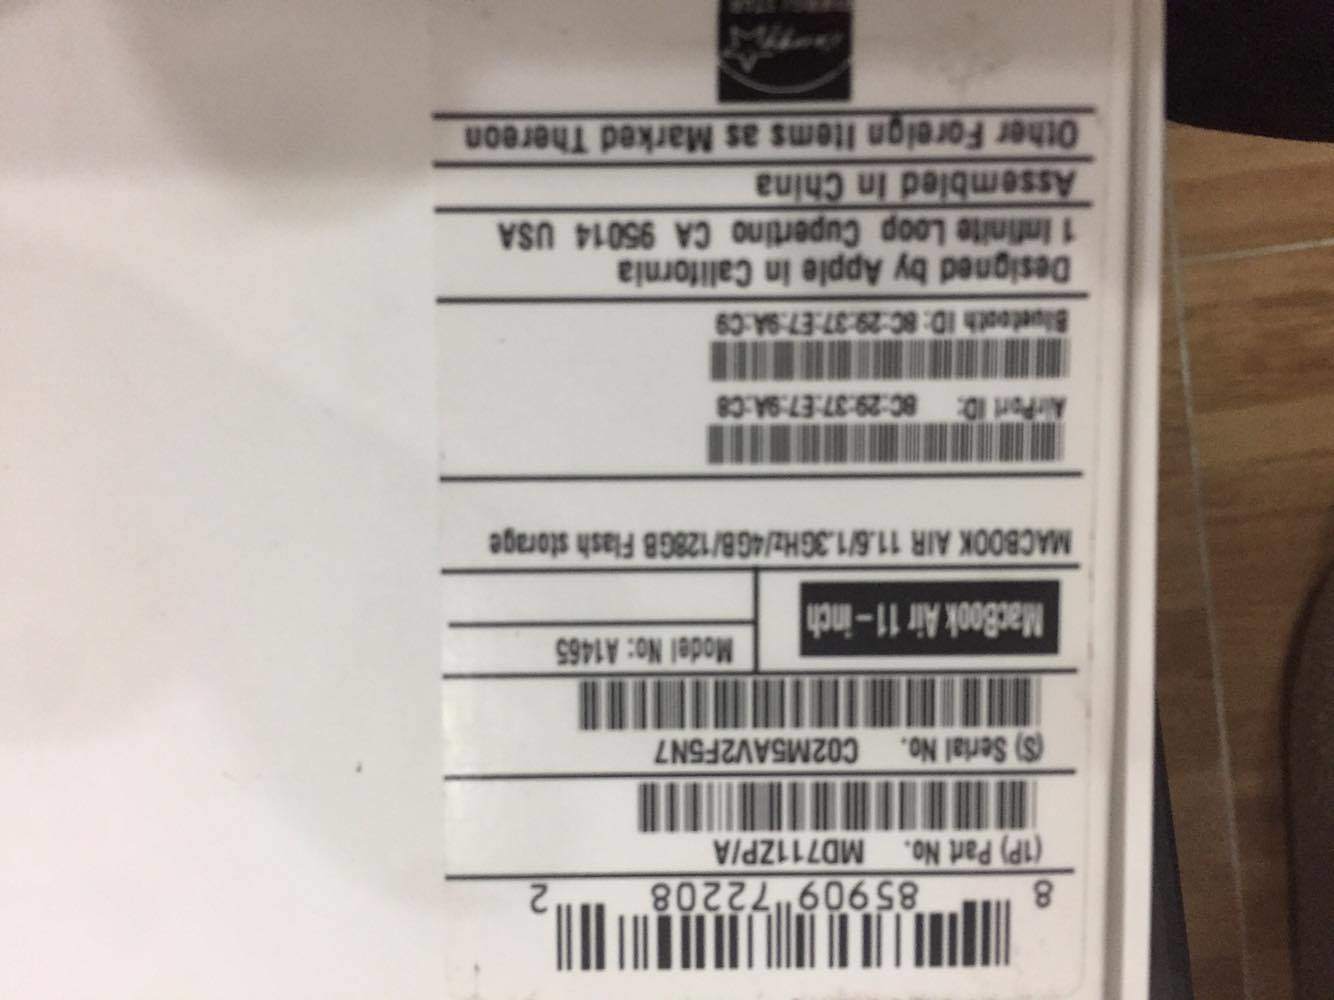 8 85909 72208 2
(1P) Part No. MD711ZP/A
(S) Serial No. C02M5AV2F5N7
MacBook Air 11-inch
Model No: A1465
MACBOOK AIR 11.6/1.3GHz/4GB/128GB Flash storage
AirPort ID: 8C:29:37:E7:9A:C8
Bluetooth ID: 8C:29:37:E7:9A:C9
Designed by Apple in California
1 Infinite Loop Cupertino CA 95014 USA
Assembled in China
Other Foreign Items as Marked Thereon
energy
ENERGY STAR